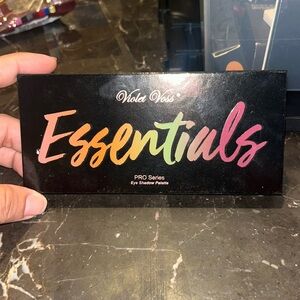 Violet Voss
Essentials
PRO Series
Eye Shadow Palette